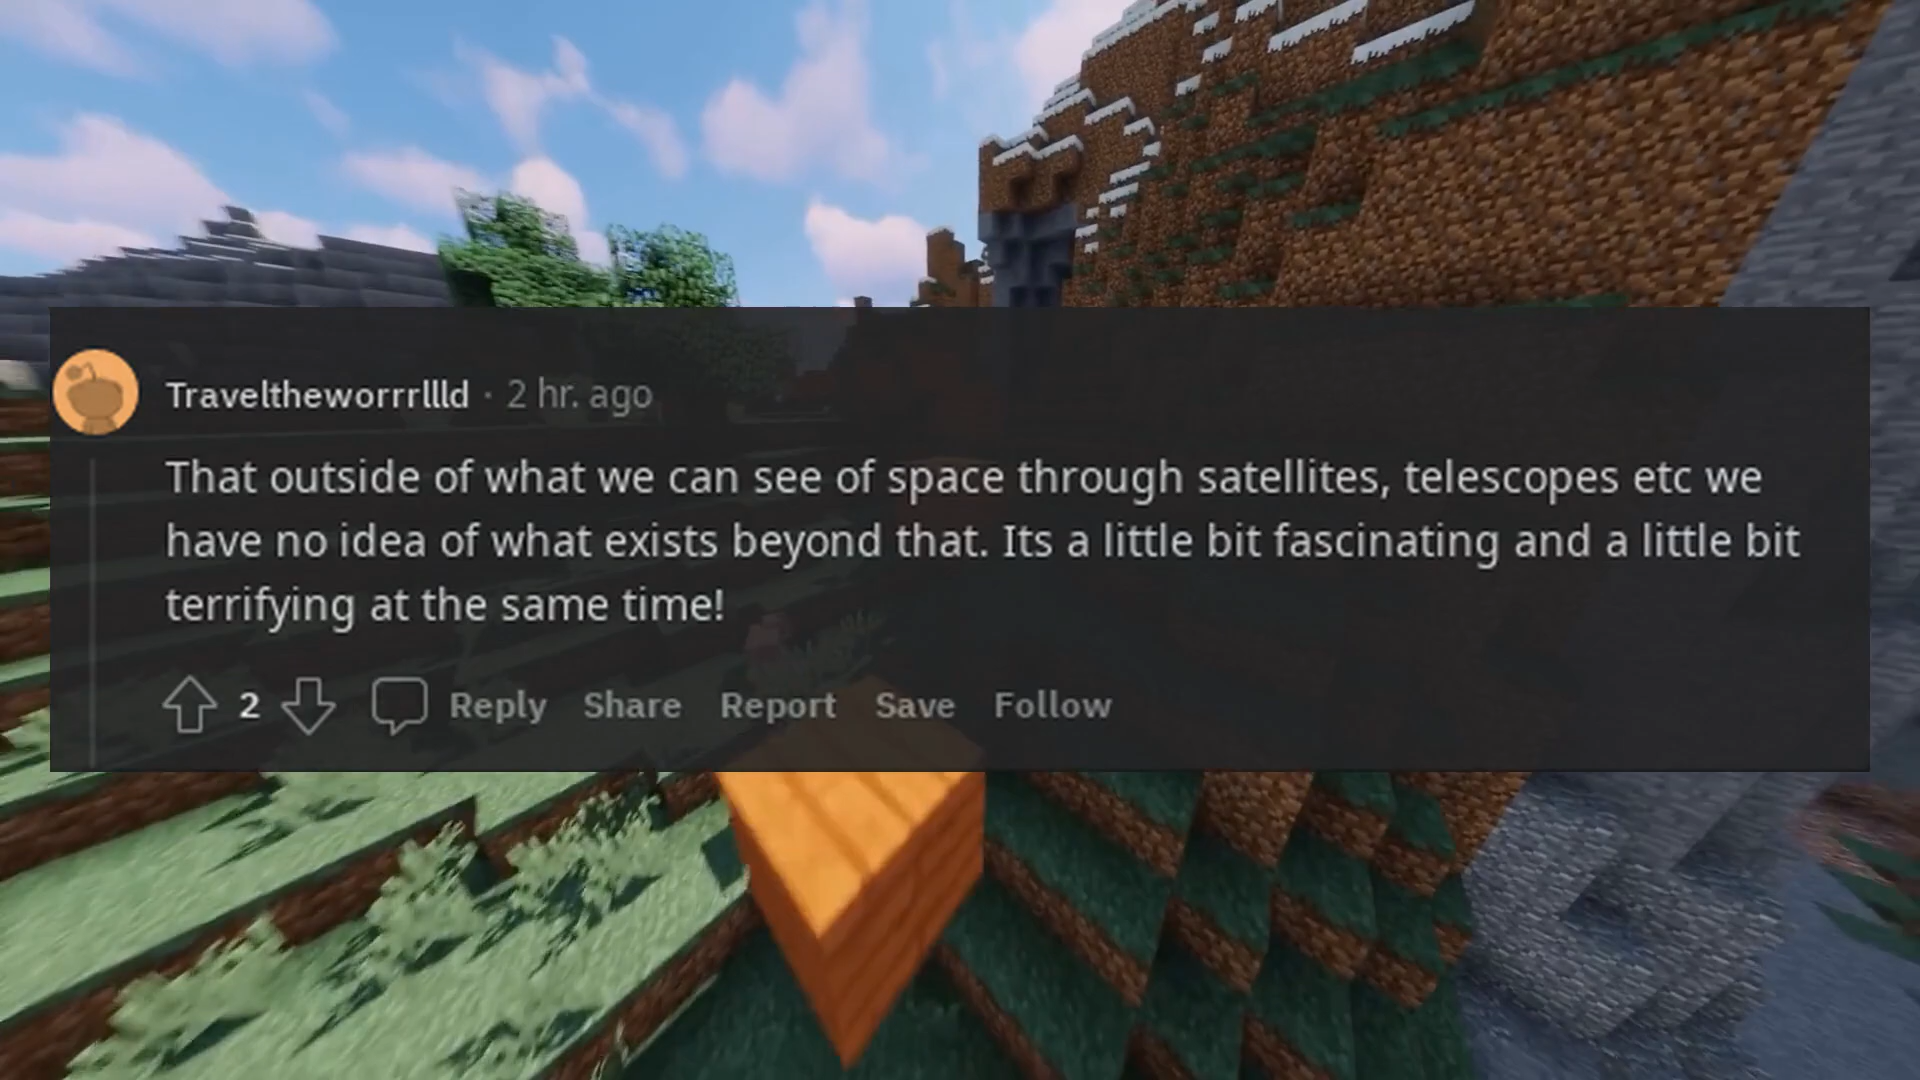 Traveltheworrrllld · 2 hr. ago
That outside of what we can see of space through satellites, telescopes etc we
have no idea of what exists beyond that. Its a little bit fascinating and a little bit
terrifying at the same time!
2 Reply Share Report Save Follow